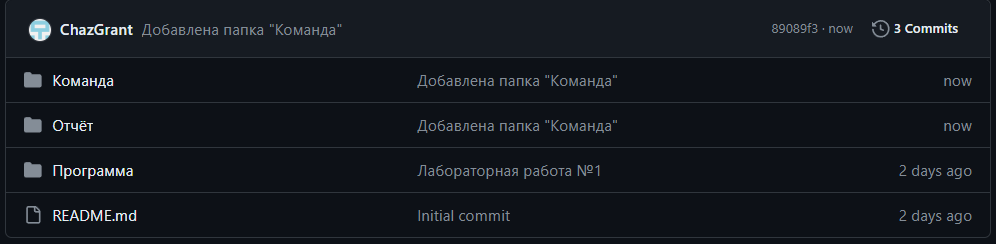 ChazGrant Добавлена папка "Команда" 89089f3 · now 3 Commits
Команда Добавлена папка "Команда" now
Отчёт Добавлена папка "Команда" now
Программа Лабораторная работа №1 2 days ago
README.md Initial commit 2 days ago